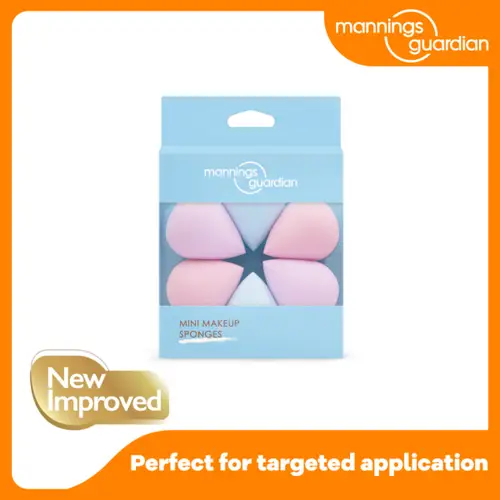 mannings
guardian
mannings
guardian
MINI MAKEUP
SPONGES
New
Improved
Perfect for targeted application